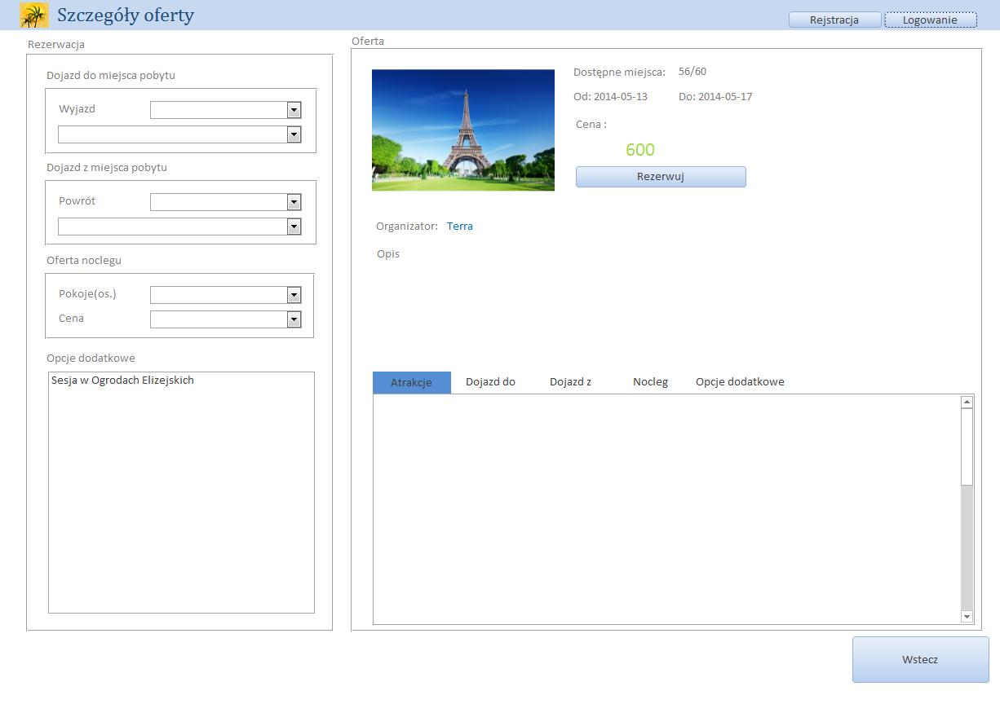 Szczegóły oferty
Rejstracja
Logowanie
Rezerwacja
Dojazd do miejsca pobytu
Wyjazd
Dojazd z miejsca pobytu
Powrót
Oferta noclegu
Pokoje(os.)
Cena
Opcje dodatkowe
Sesja w Ogrodach Elizejskich
Oferta
Dostępne miejsca: 56/60
Od: 2014-05-13 Do: 2014-05-17
Cena :
600
Rezerwuj
Organizator: Terra
Opis
Atrakcje Dojazd do Dojazd z Nocleg Opcje dodatkowe
Wstecz